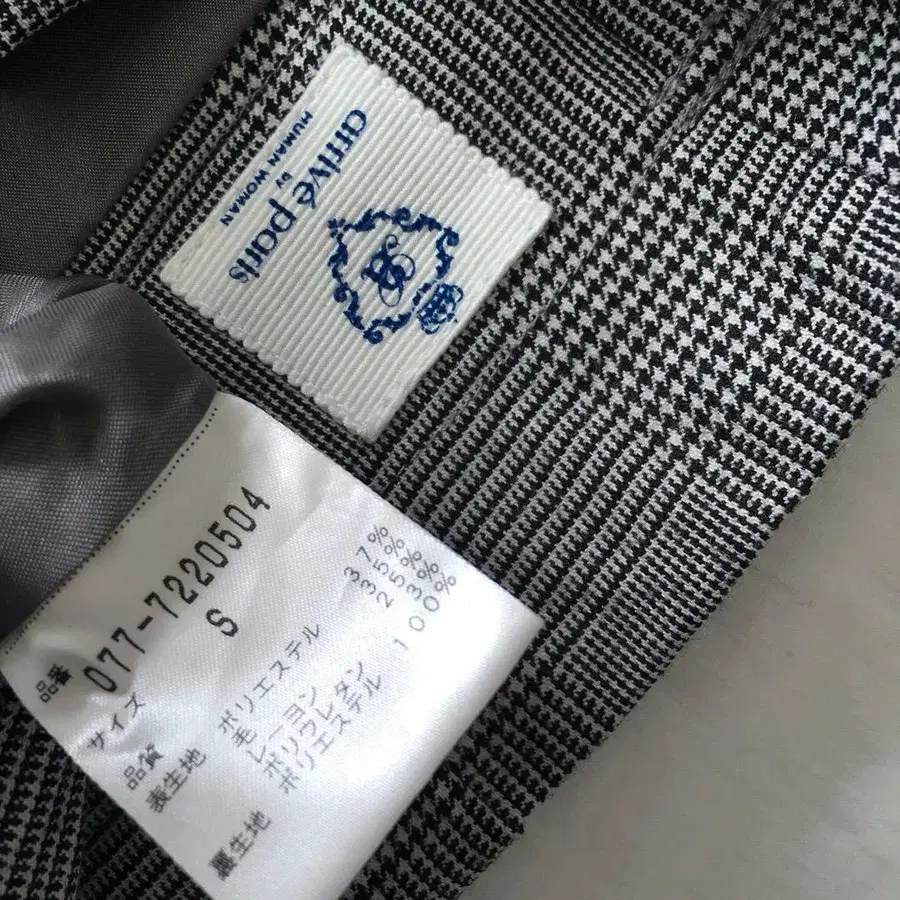 arrivé paris
by
HUMAN WOMAN
品番 077-7220504
サイズ S
品質
表生地 ポリエステル 37%
毛 35%
レーヨン 25%
ポリウレタン 3%
裏生地 ポリエステル 100%